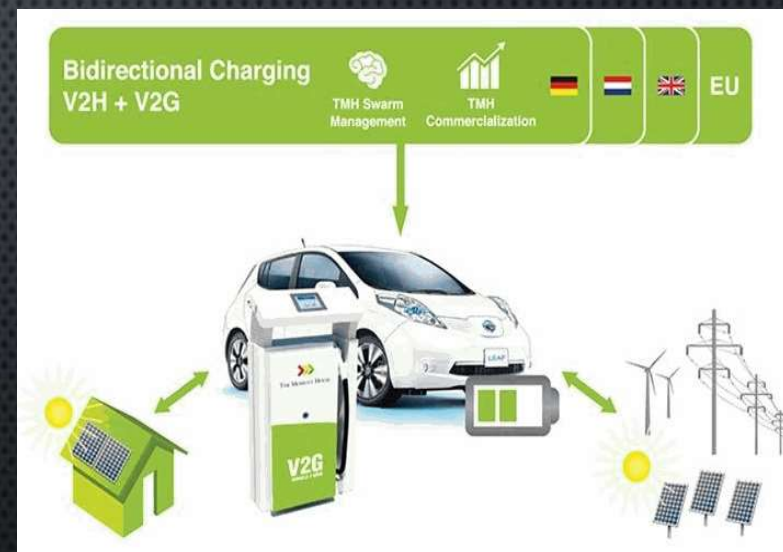 Bidirectional Charging
V2H + V2G
TMH Swarm
Management
TMH
Commercialization
EU
THE MOBILITY HOUSE
LEAF
V2G